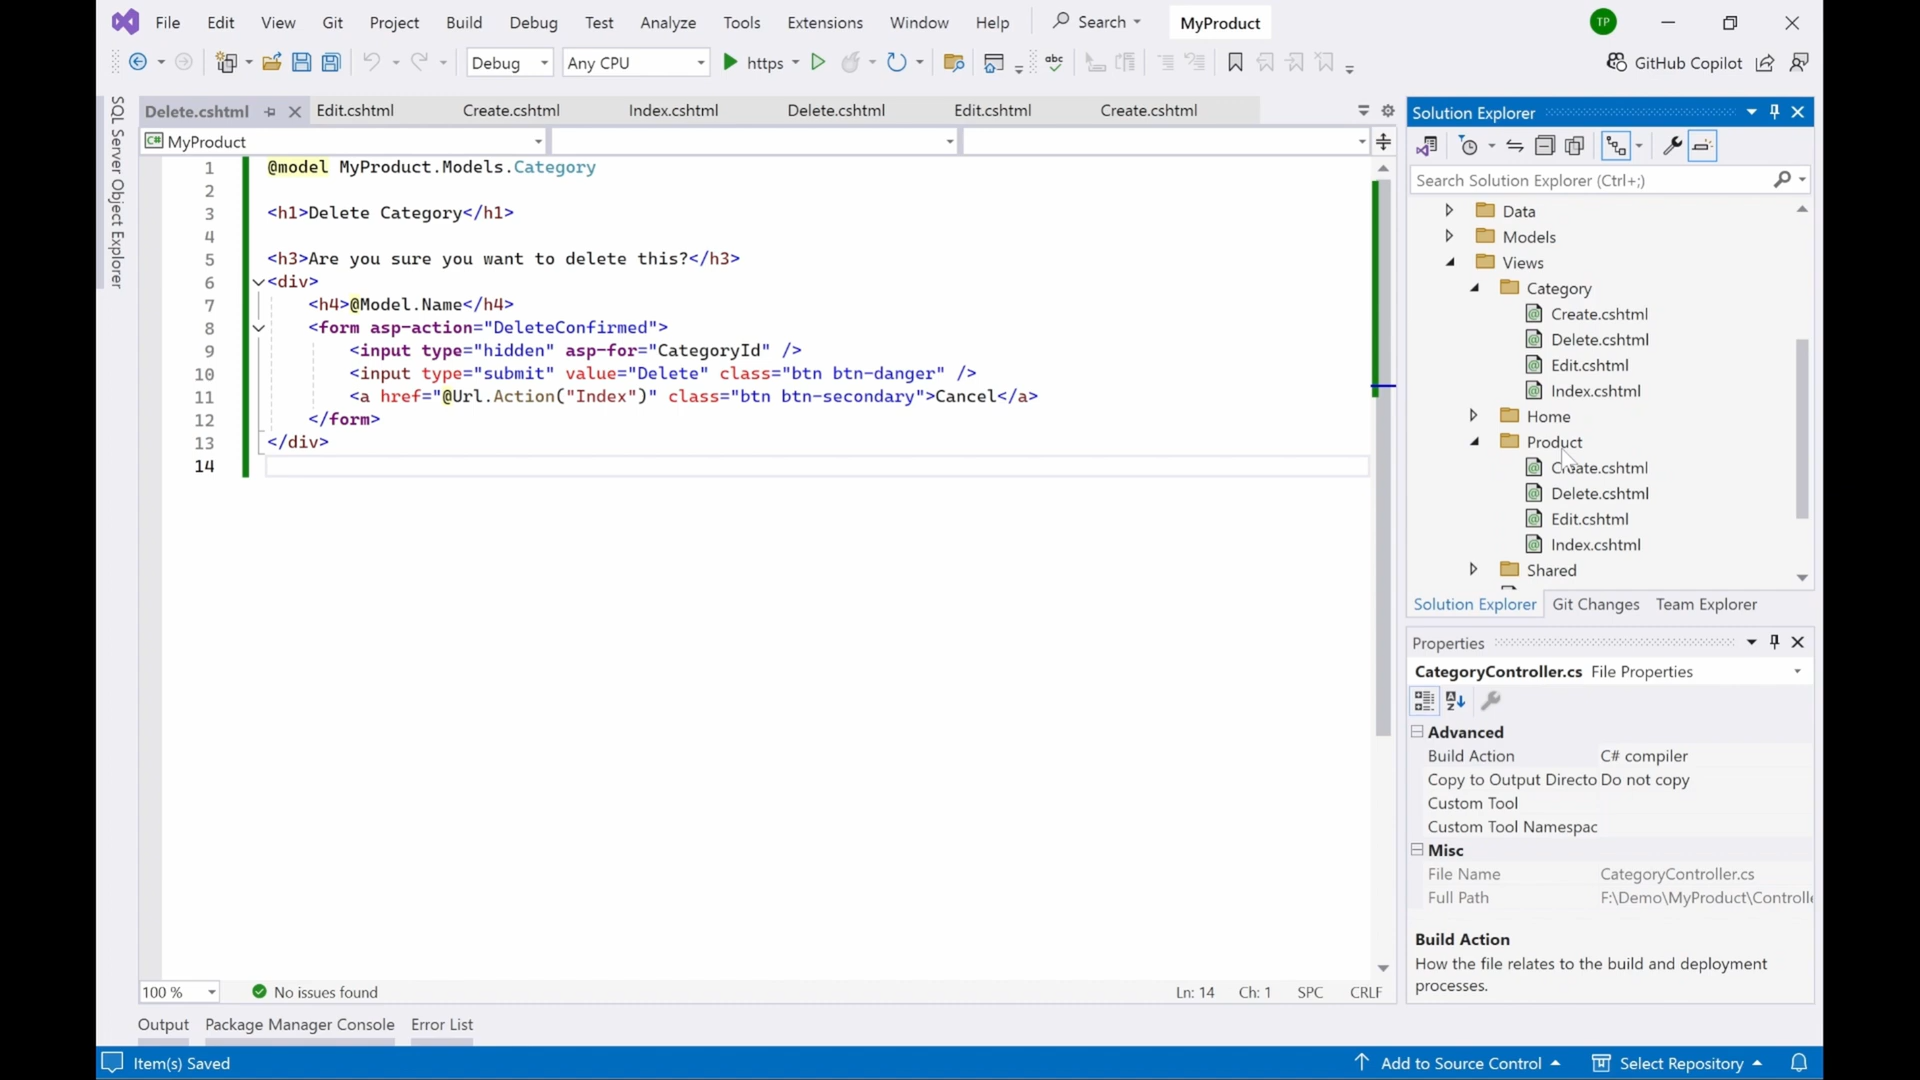 File Edit View Git Project Build Debug Test Analyze Tools Extensions Window Help Search MyProduct TP
Debug Any CPU https abc GitHub Copilot
SQL Server Object Explorer
Delete.cshtml Edit.cshtml Create.cshtml Index.cshtml Delete.cshtml Edit.cshtml Create.cshtml
C# MyProduct
1 @model MyProduct.Models.Category
2
3 <h1>Delete Category</h1>
4
5 <h3>Are you sure you want to delete this?</h3>
6 <div>
7 <h4>@Model.Name</h4>
8 <form asp-action="DeleteConfirmed">
9 <input type="hidden" asp-for="CategoryId" />
10 <input type="submit" value="Delete" class="btn btn-danger" />
11 <a href="@Url.Action("Index")" class="btn btn-secondary">Cancel</a>
12 </form>
13 </div>
14
100 % No issues found Ln: 14 Ch: 1 SPC CRLF
Output Package Manager Console Error List
Solution Explorer
Search Solution Explorer (Ctrl+;)
Data
Models
Views
Category
Create.cshtml
Delete.cshtml
Edit.cshtml
Index.cshtml
Home
Product
Create.cshtml
Delete.cshtml
Edit.cshtml
Index.cshtml
Shared
Solution Explorer Git Changes Team Explorer
Properties
CategoryController.cs File Properties
Advanced
Build Action C# compiler
Copy to Output Directo Do not copy
Custom Tool
Custom Tool Namespac
Misc
File Name CategoryController.cs
Full Path F:\Demo\MyProduct\Controlle
Build Action
How the file relates to the build and deployment
processes.
Item(s) Saved Add to Source Control Select Repository